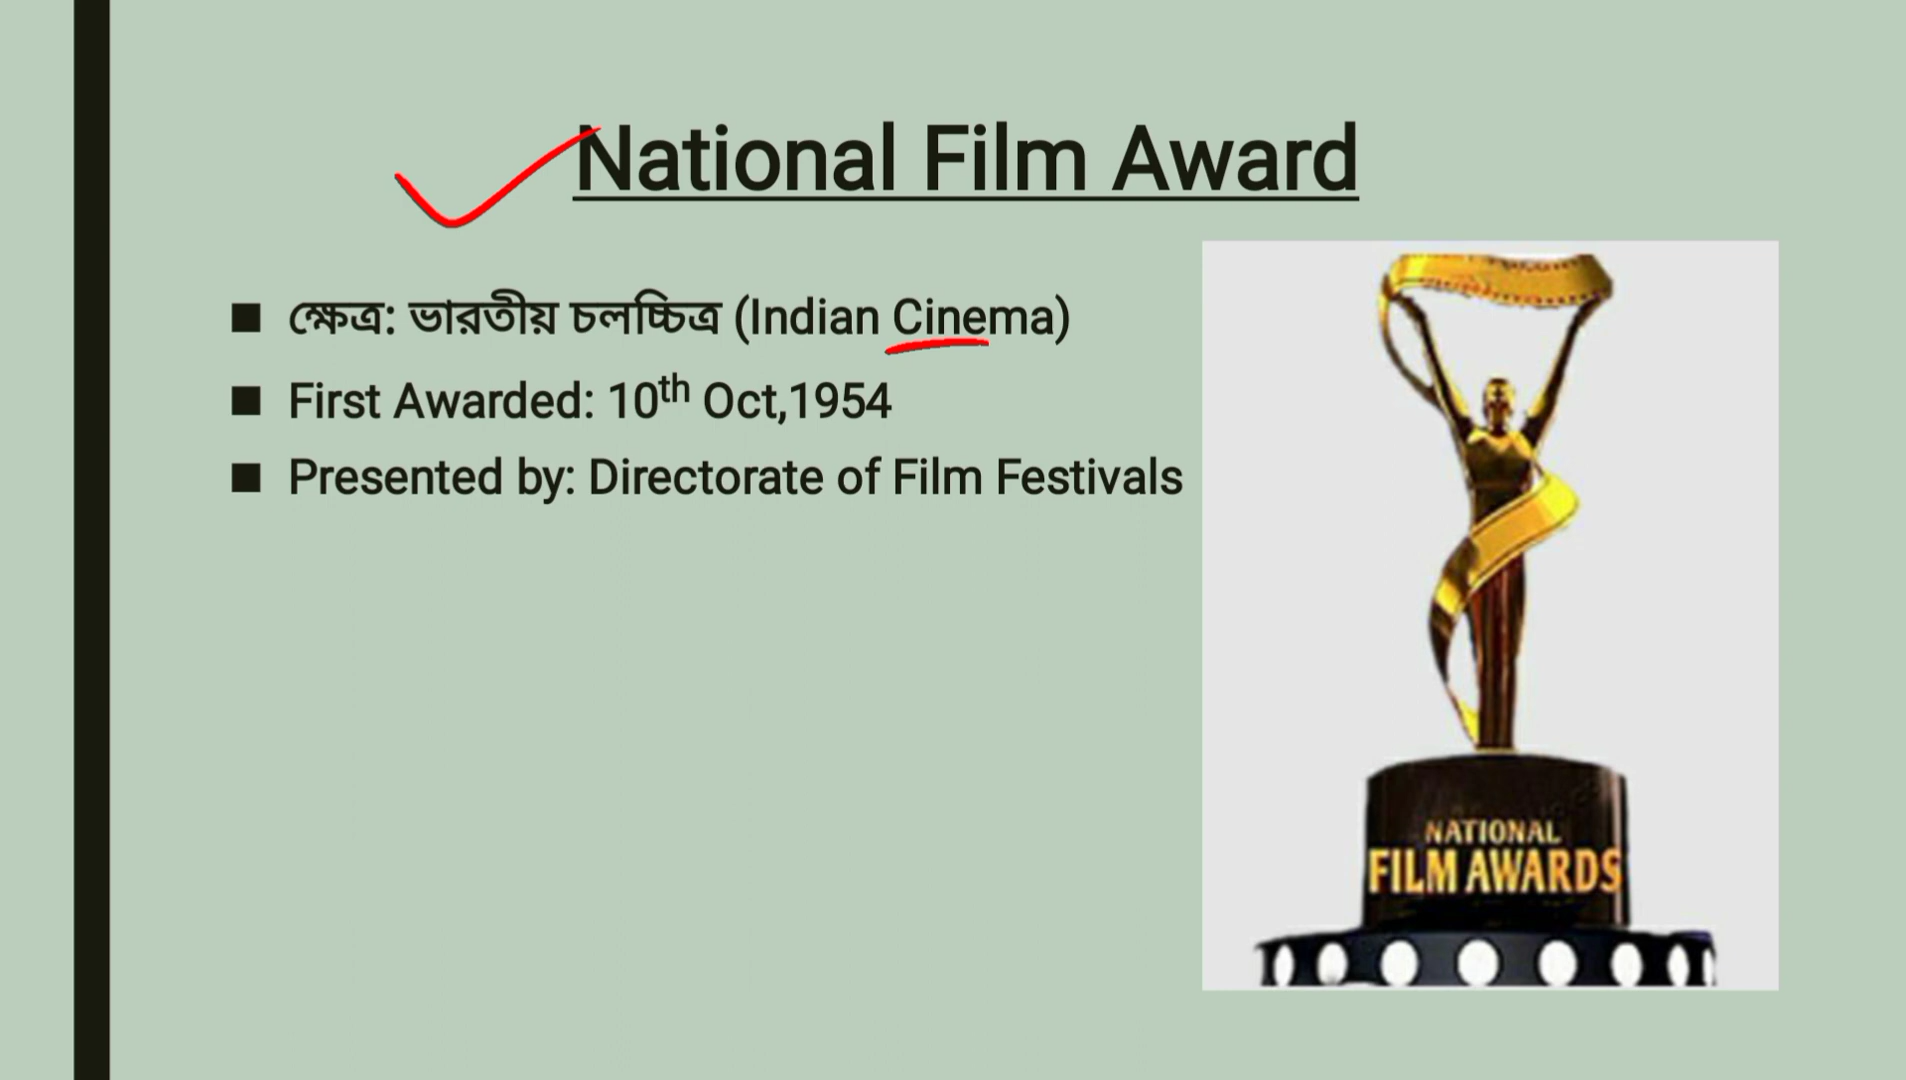 National Film Award
ক্ষেত্র: ভারতীয় চলচ্চিত্র (Indian Cinema)
First Awarded: 10th Oct,1954
Presented by: Directorate of Film Festivals
NATIONAL
FILM AWARDS